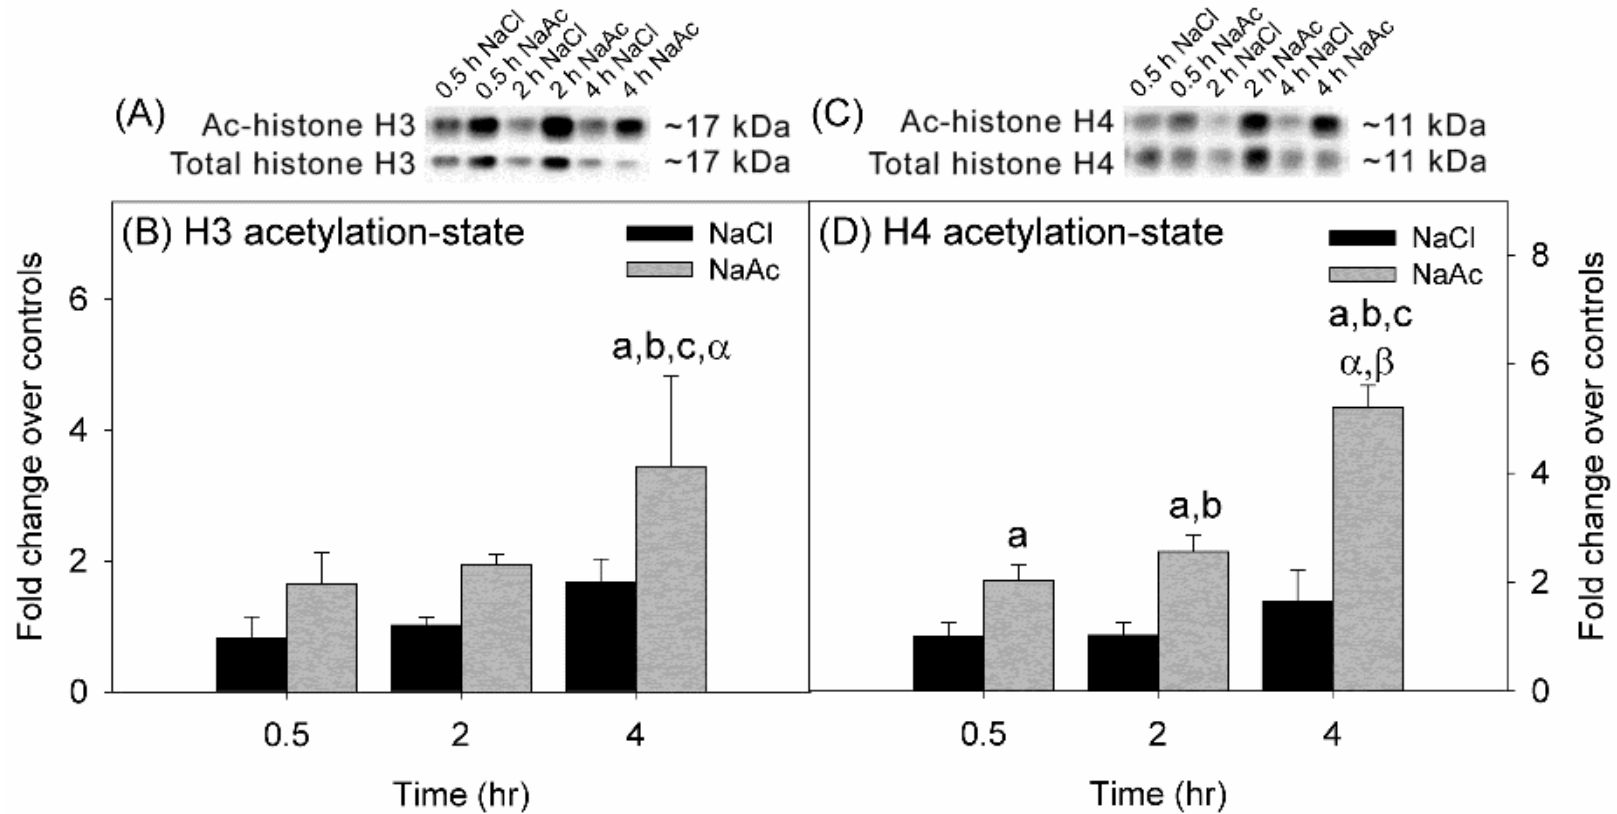 0.5 h NaCl
0.5 h NaAc
2 h NaCl
2 h NaAc
4 h NaCl
4 h NaAc
(A)
Ac-histone H3 ~17 kDa
Total histone H3 ~17 kDa
0.5 h NaCl
0.5 h NaAc
2 h NaCl
2 h NaAc
4 h NaCl
4 h NaAc
(C)
Ac-histone H4 ~11 kDa
Total histone H4 ~11 kDa
(B) H3 acetylation-state
NaCl
NaAc
a,b,c,α
Fold change over controls
6
4
2
0
0.5 2 4
Time (hr)
(D) H4 acetylation-state
NaCl
NaAc
a
a,b
a,b,c
α,β
8
6
4
2
0
Fold change over controls
0.5 2 4
Time (hr)